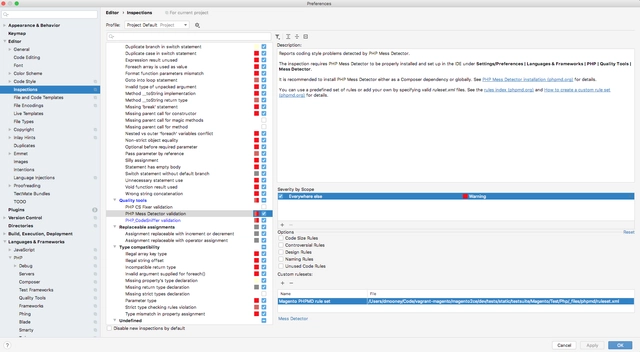 Preferences
Editor › Inspections
For current project
Profile:
Project Default Project
Appearance & Behavior
Keymap
Editor
General
Code Editing
Font
Color Scheme
Code Style
Inspections
File and Code Templates
File Encodings
Live Templates
File Types
Copyright
Inlay Hints
Duplicates
Emmet
Images
Intentions
Language Injections
Proofreading
TextMate Bundles
TODO
Plugins
Version Control
Directories
Build, Execution, Deployment
Languages & Frameworks
JavaScript
PHP
Debug
Servers
Composer
Test Frameworks
Quality Tools
Frameworks
Phing
Blade
Smarty
Duplicate branch in switch statement
Duplicate case in switch statement
Expression result unused
Foreach array is used as value
Format function parameters mismatch
Goto into loop statement
Invalid type of unpacked argument
Method __toString implementation
Method __toString return type
Missing 'break' statement
Missing parent call for constructor
Missing parent call for magic methods
Missing parent call for method
Nested vs outer 'foreach' variables conflict
Non-strict object equality
Optional before required parameter
Pass parameter by reference
Silly assignment
Statement has empty body
Switch statement without default branch
Unnecessary statement use
Void function result used
Wrong string concatenation
Quality tools
PHP CS Fixer validation
PHP Mess Detector validation
PHP_CodeSniffer validation
Replaceable assignments
Assignment replaceable with increment or decrement
Assignment replaceable with operator assignment
Type compatibility
Illegal array key type
Illegal string offset
Incompatible return type
Invalid argument supplied for foreach()
Missing property's type declaration
Missing return type declaration
Missing strict types declaration
Parameter type
Strict type checking rules violation
Type mismatch in property assignment
Undefined
Disable new inspections by default
Description:
Reports coding style problems detected by PHP Mess Detector.
The inspection requires PHP Mess Detector to be properly installed and set up in the IDE under Settings/Preferences | Languages & Frameworks | PHP | Quality Tools |
Mess Detector.
It is recommended to install PHP Mess Detector either as a Composer dependency or globally. See PHP Mess Detector installation (phpmd.org) for details.
You can use a predefined set of rules or add your own by specifying valid ruleset.xml files. See the rules index (phpmd.org) and How to create a custom rule set
(phpmd.org) for details.
Severity by Scope
Everywhere else
Warning
Options
Reset
Code Size Rules
Controversial Rules
Design Rules
Naming Rules
Unused Code Rules
Custom rulesets:
Name
File
Magento PHPMD rule set
Mess Detector
Cancel
Apply
OK